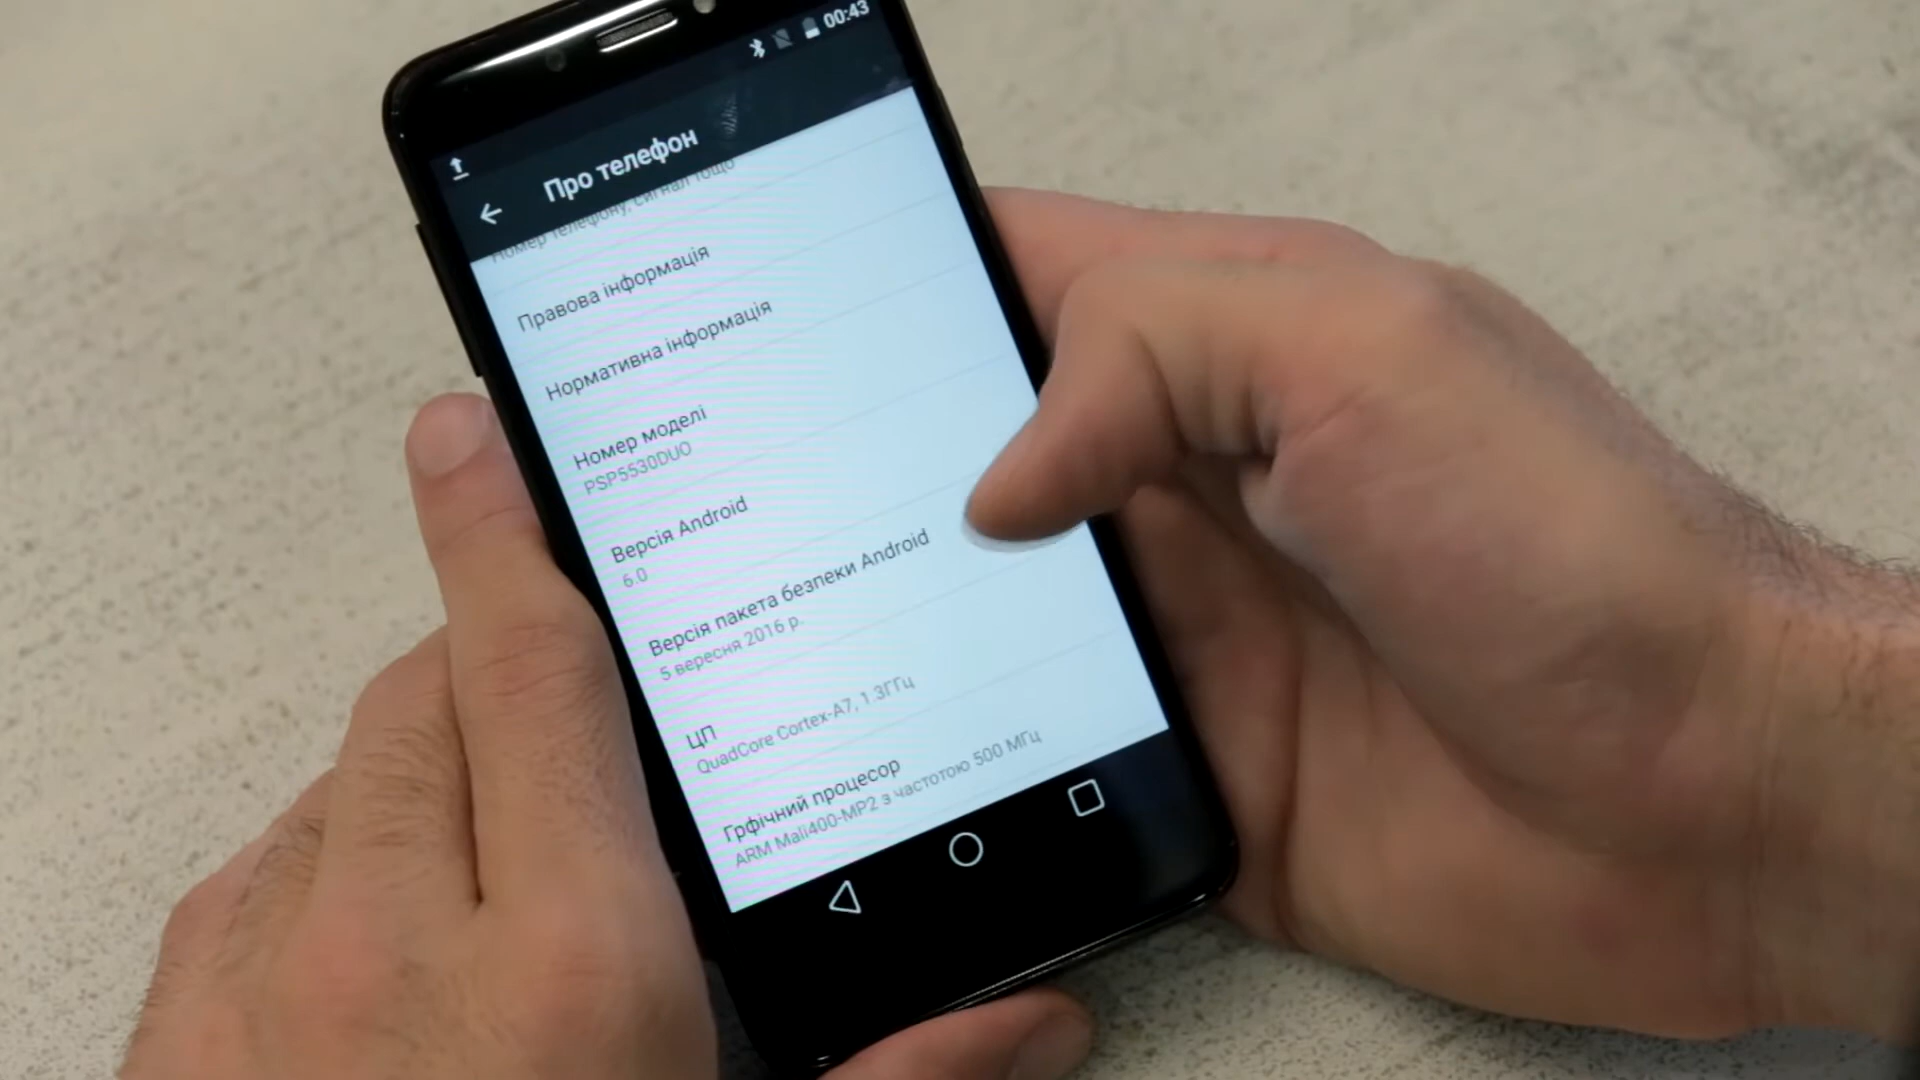 00:43
Про телефон
Номер телефону, сигнал тощо
Правова інформація
Нормативна інформація
Номер моделі
PSP5530DUO
Версія Android
6.0
Версія пакета безпеки Android
5 вересня 2016 р.
ЦП
QuadCore Cortex-A7, 1.3ГГц
Грфічний процесор
ARM Mali400-MP2 з частотою 500 МГц